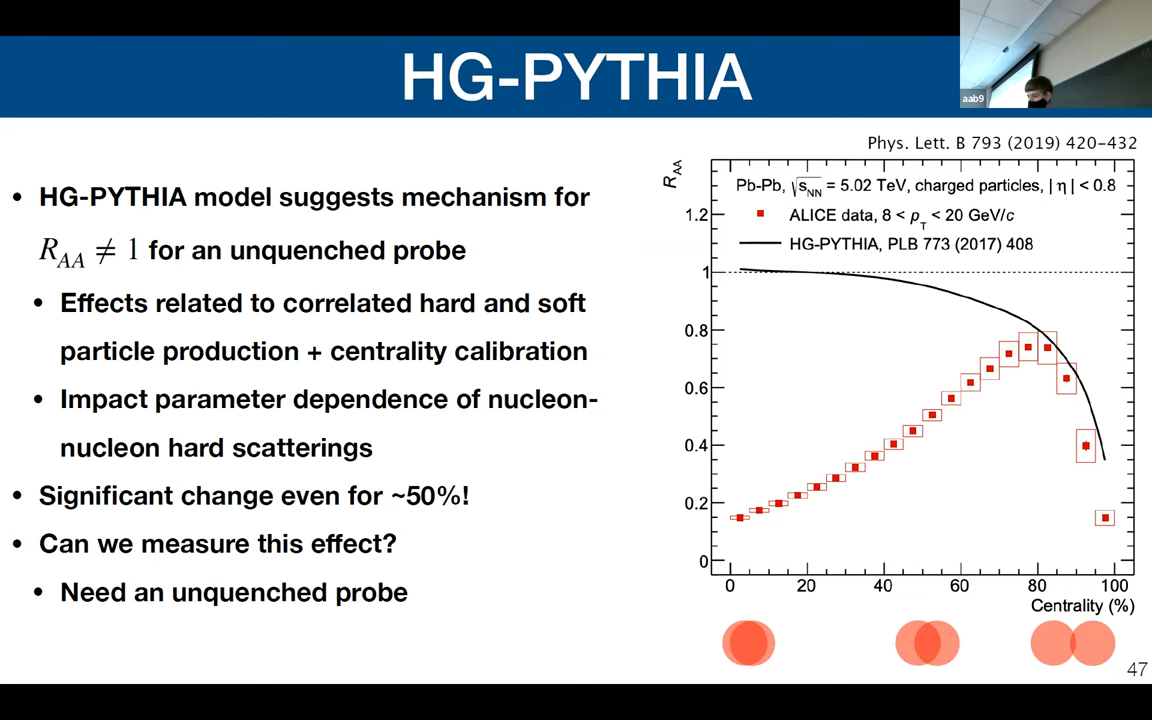 HG-PYTHIA
aab9
• HG-PYTHIA model suggests mechanism for
R_AA ≠ 1 for an unquenched probe
• Effects related to correlated hard and soft
particle production + centrality calibration
• Impact parameter dependence of nucleon-
nucleon hard scatterings
• Significant change even for ~50%!
• Can we measure this effect?
• Need an unquenched probe
Phys. Lett. B 793 (2019) 420–432
R_AA
Pb-Pb, √s_NN = 5.02 TeV, charged particles, | η | < 0.8
ALICE data, 8 < p_T < 20 GeV/c
HG-PYTHIA, PLB 773 (2017) 408
1.2
1
0.8
0.6
0.4
0.2
0
0 20 40 60 80 100
Centrality (%)
47